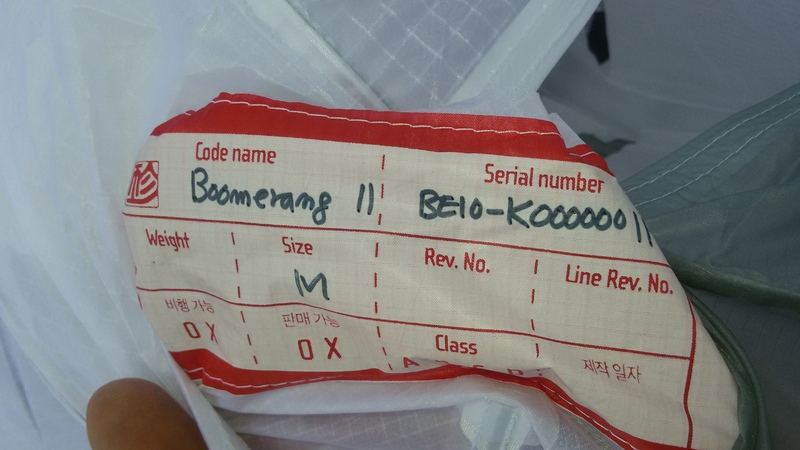 Code name
Serial number
Boomerang 11
BE10-K00000011
Weight
Size
Rev. No.
Line Rev. No.
M
비행 가능
판매 가능
O X
O X
Class
제작 일자